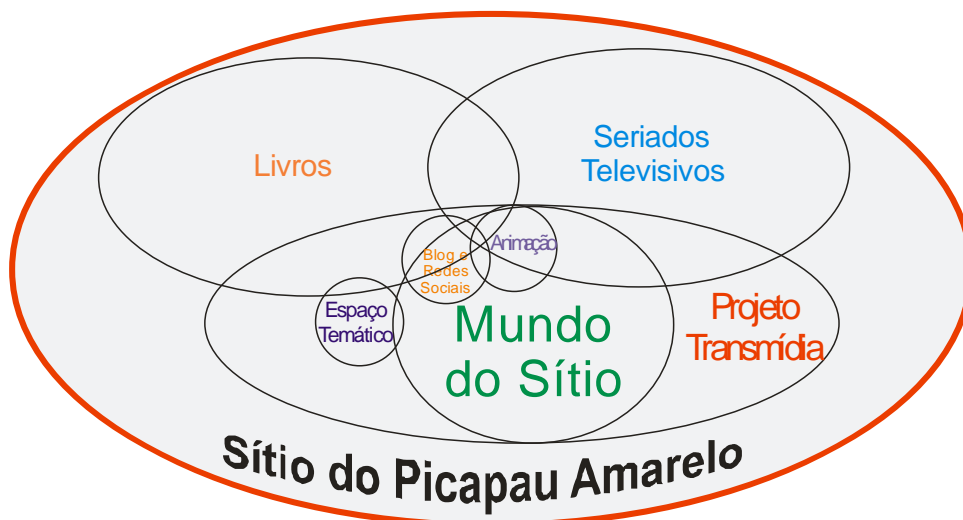 Livros
Seriados
Televisivos
Animação
Blog e
Redes
Sociais
Espaço
Temático
Mundo
do Sítio
Projeto
Transmídia
Sítio do Picapau Amarelo